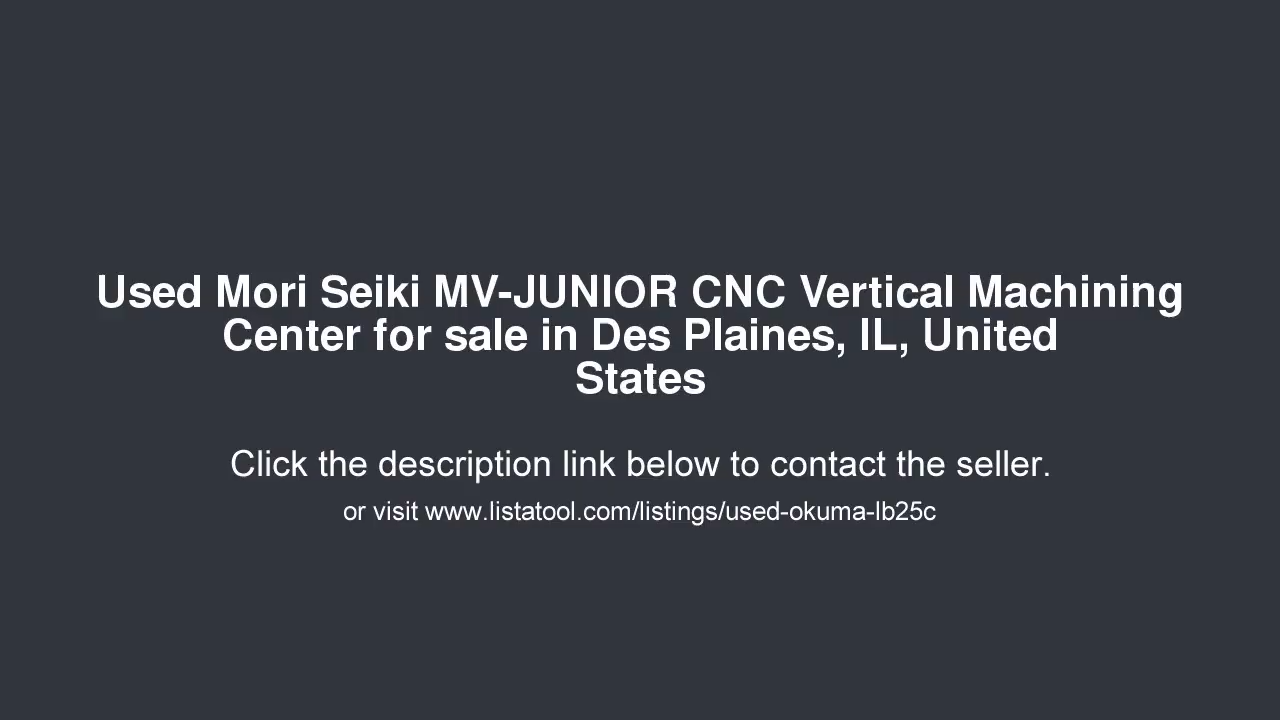 Used Mori Seiki MV-JUNIOR CNC Vertical Machining
Center for sale in Des Plaines, IL, United
States
Click the description link below to contact the seller.
or visit www.listatool.com/listings/used-okuma-lb25c